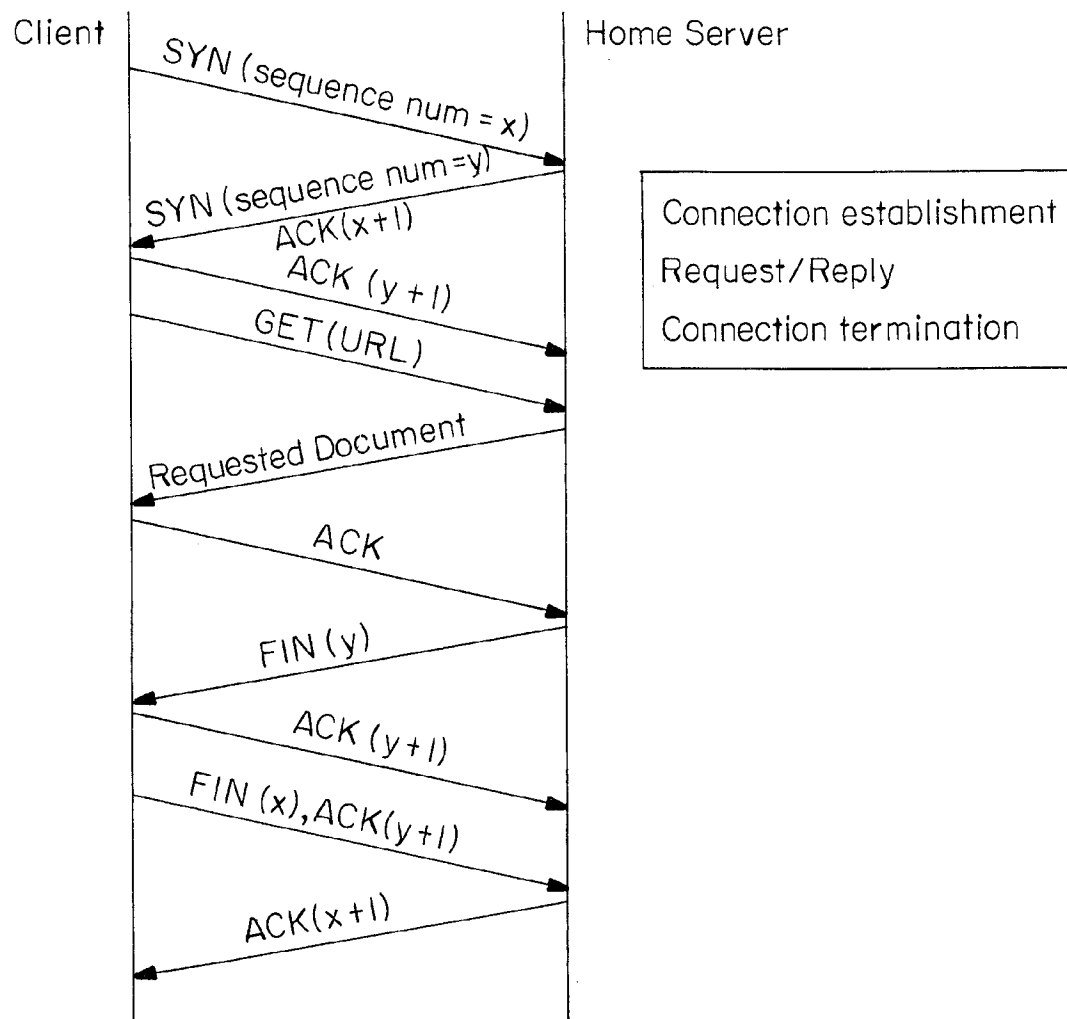 Client
Home Server
SYN (sequence num = x)
SYN (sequence num=y)
ACK(x+1)
ACK (y+1)
GET(URL)
Requested Document
ACK
FIN (y)
ACK (y+1)
FIN (x), ACK(y+1)
ACK(x+1)
Connection establishment
Request/Reply
Connection termination